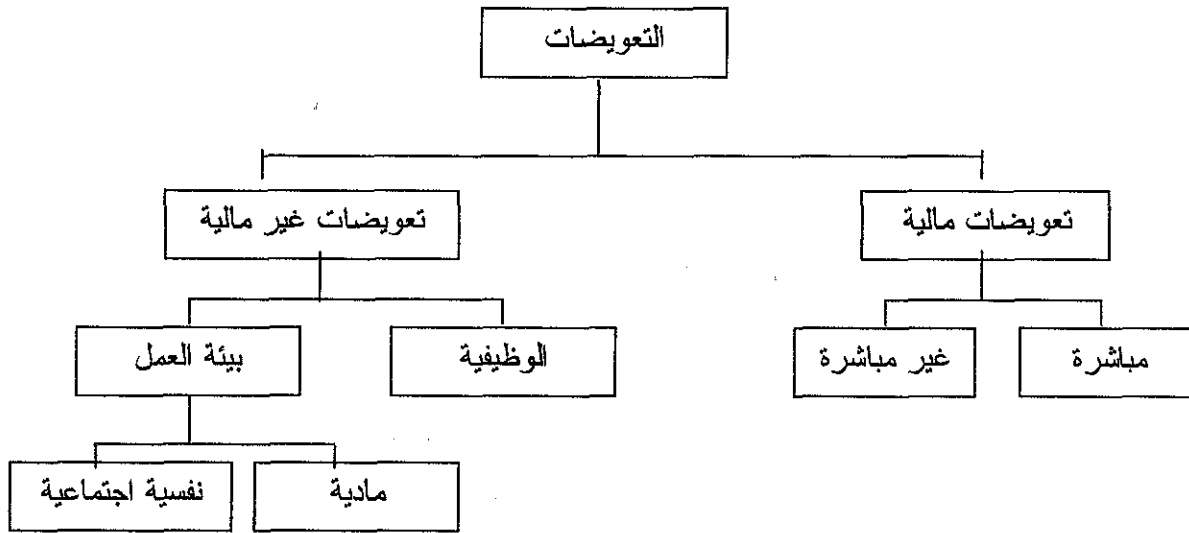 التعويضات
تعويضات مالية
تعويضات غير مالية
مباشرة
غير مباشرة
الوظيفية
بيئة العمل
مادية
نفسية اجتماعية